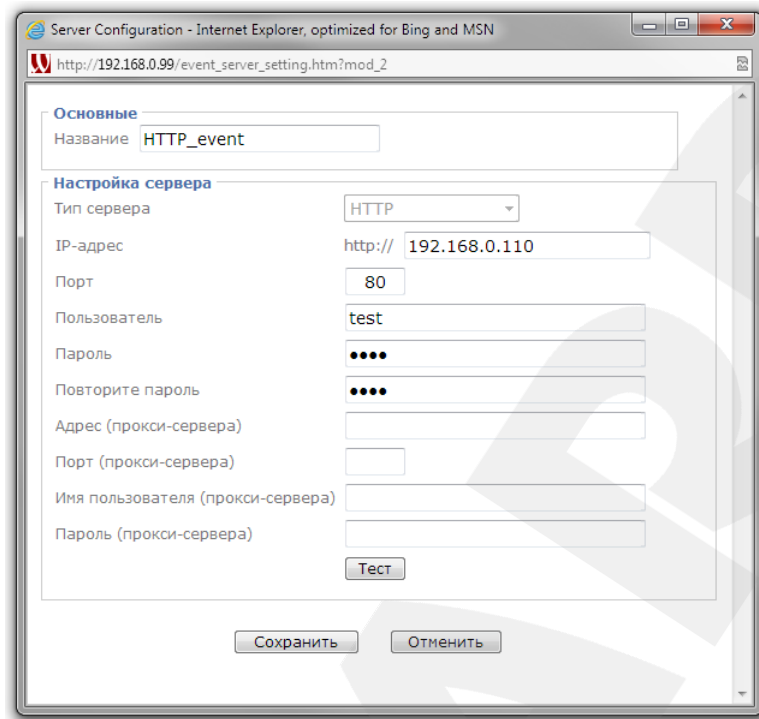 Server Configuration - Internet Explorer, optimized for Bing and MSN
http://192.168.0.99/event_server_setting.htm?mod_2
Основные
Название HTTP_event
Настройка сервера
Тип сервера HTTP
IP-адрес http:// 192.168.0.110
Порт 80
Пользователь test
Пароль ••••
Повторите пароль ••••
Адрес (прокси-сервера)
Порт (прокси-сервера)
Имя пользователя (прокси-сервера)
Пароль (прокси-сервера)
Тест
Сохранить Отменить